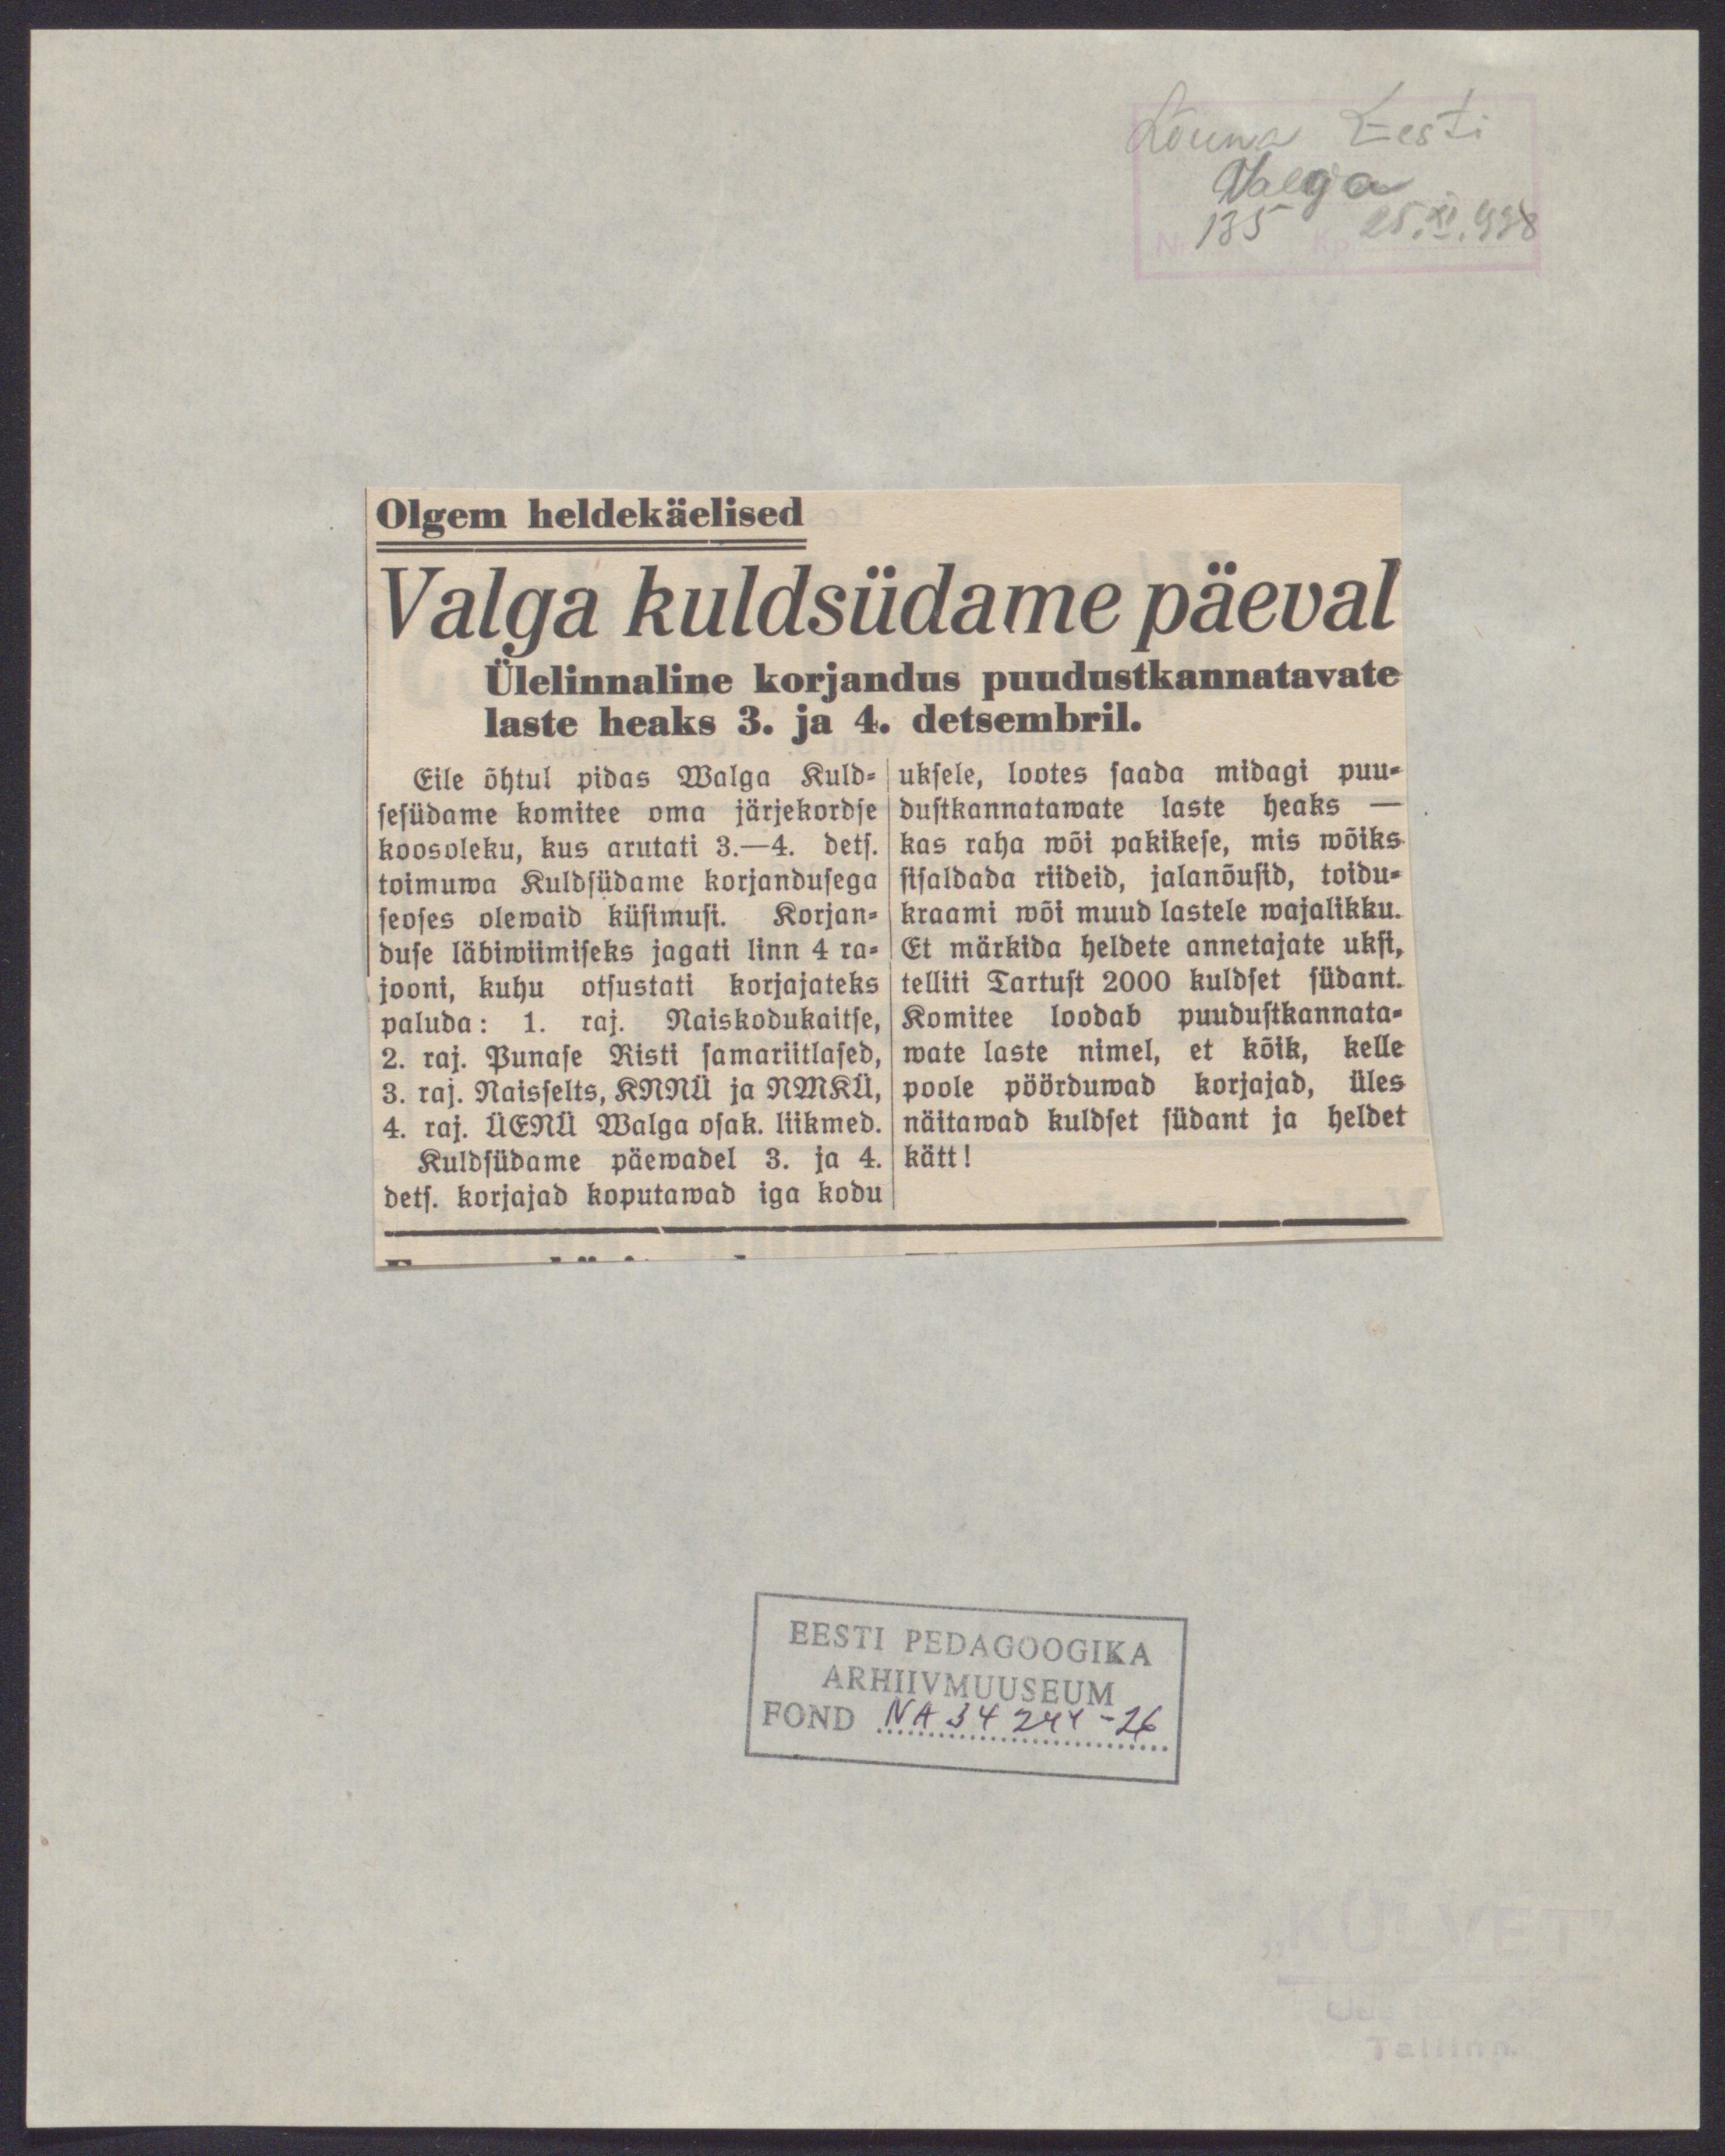 Lõuna Eesti
Valga
Nr. 135 Kp. 25.XI.938
Olgem heldekäelised
Valga kuldsüdame päeval
Ülelinnaline korjandus puudustkannatavate
laste heaks 3. ja 4. detsembril.
Eile õhtul pidas Walga Kuld-
sesüdame komitee oma järjekordse
koosoleku, kus arutati 3.—4. dets.
toimuwa Kuldsüdame korjandusega
seoses olewaid küsimusi. Korjan-
duse läbiwiimiseks jagati linn 4 ra-
jooni, kuhu otsustati korjajateks
paluda: 1. raj. Naiskodukaitse,
2. raj. Punase Risti samariitlased,
3. raj. Naisselts, KNNÜ ja NMKÜ,
4. raj. ÜENÜ Walga osak. liikmed.
Kuldsüdame päewadel 3. ja 4.
dets. korjajad koputawad iga kodu
uksele, lootes saada midagi puu-
dustkannatawate laste heaks —
kas raha wõi pakikese, mis wõiks
sisaldada riideid, jalanõusid, toidu-
kraami wõi muud lastele wajalikku.
Et märkida heldete annetajate uksi,
telliti Tartust 2000 kuldset südant.
Komitee loodab puudustkannata-
wate laste nimel, et kõik, kelle
poole pöörduwad korjajad, üles
näitawad kuldset südant ja heldet
kätt!
EESTI PEDAGOOGIKA
ARHIIVMUUSEUM
FOND NA 34 244-26
„KULVET"
Tallinn.